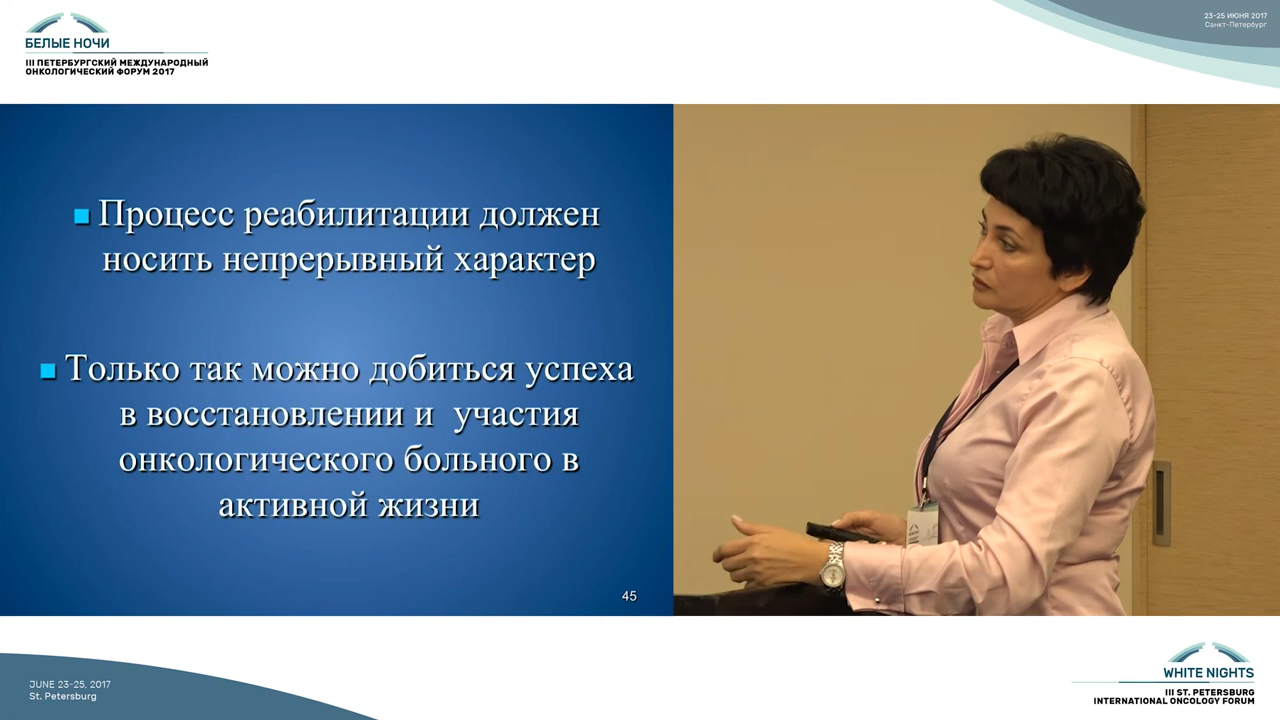 БЕЛЫЕ НОЧИ
III ПЕТЕРБУРГСКИЙ МЕЖДУНАРОДНЫЙ
ОНКОЛОГИЧЕСКИЙ ФОРУМ 2017
23-25 ИЮНЯ 2017
Санкт-Петербург
Процесс реабилитации должен
носить непрерывный характер
Только так можно добиться успеха
в восстановлении и участия
онкологического больного в
активной жизни
45
JUNE 23-25, 2017
St. Petersburg
WHITE NIGHTS
III ST. PETERSBURG
INTERNATIONAL ONCOLOGY FORUM